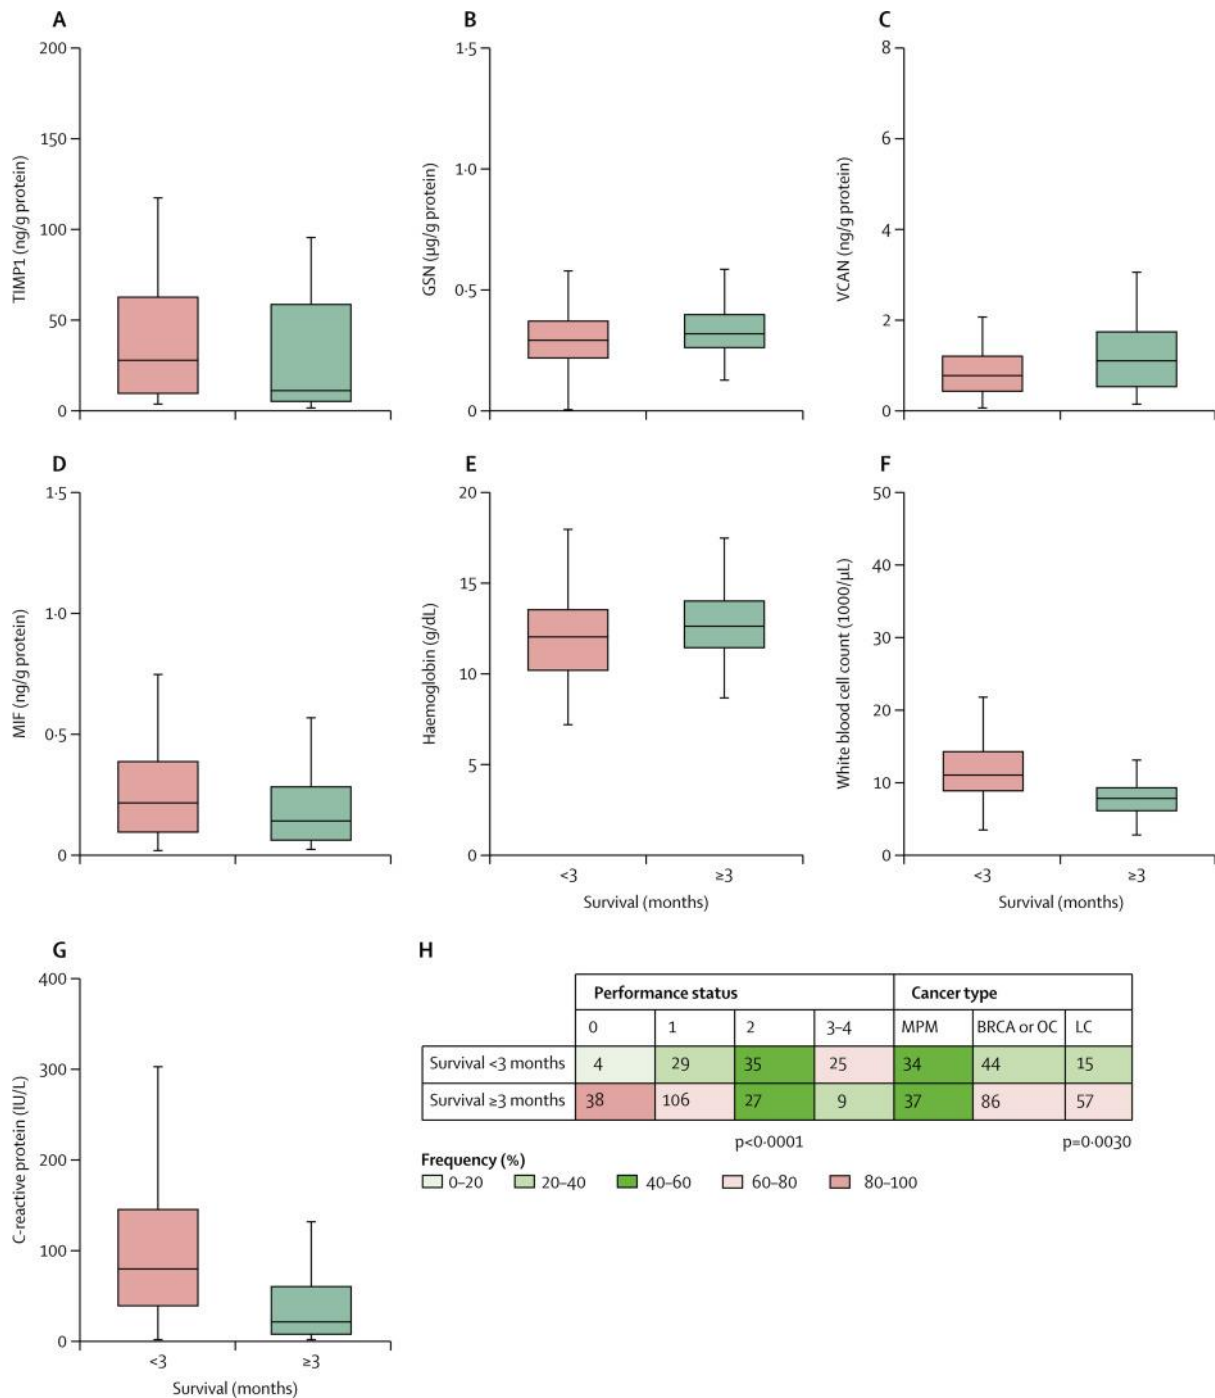 A
200
150
100
50
0
TIMP1 (ng/g protein)
B
1·5
1·0
0·5
0
GSN (µg/g protein)
C
8
6
4
2
0
VCAN (ng/g protein)
D
1·5
1·0
0·5
0
MIF (ng/g protein)
E
20
15
10
5
0
Haemoglobin (g/dL)
<3 ≥3
Survival (months)
F
50
40
30
20
10
0
White blood cell count (1000/µL)
<3 ≥3
Survival (months)
G
400
300
200
100
0
C-reactive protein (IU/L)
<3 ≥3
Survival (months)
H
Performance status Cancer type
0 1 2 3–4 MPM BRCA or OC LC
Survival <3 months 4 29 35 25 34 44 15
Survival ≥3 months 38 106 27 9 37 86 57
p<0·0001 p=0·0030
Frequency (%)
0–20 20–40 40–60 60–80 80–100